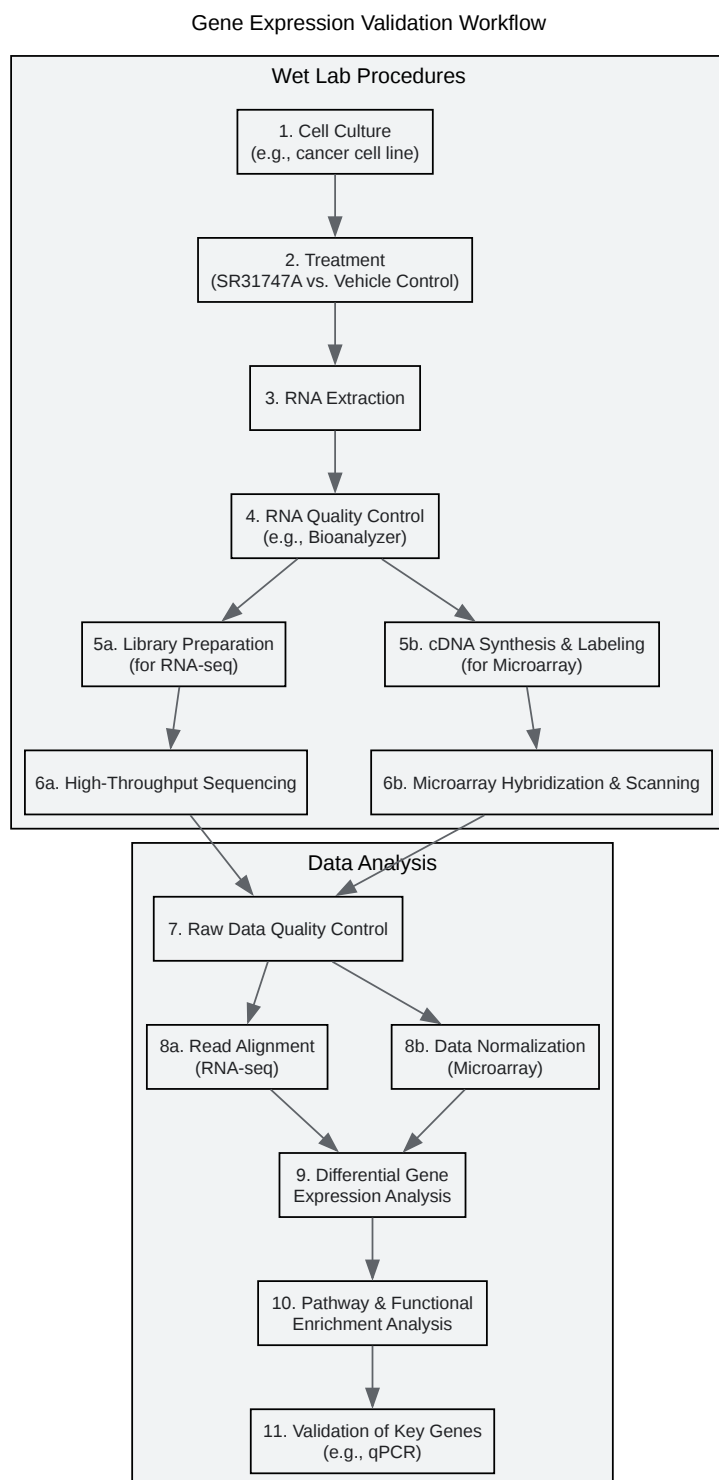 Gene Expression Validation Workflow
Wet Lab Procedures
1. Cell Culture
(e.g., cancer cell line)
2. Treatment
(SR31747A vs. Vehicle Control)
3. RNA Extraction
4. RNA Quality Control
(e.g., Bioanalyzer)
5a. Library Preparation
(for RNA-seq)
5b. cDNA Synthesis & Labeling
(for Microarray)
6a. High-Throughput Sequencing
6b. Microarray Hybridization & Scanning
Data Analysis
7. Raw Data Quality Control
8a. Read Alignment
(RNA-seq)
8b. Data Normalization
(Microarray)
9. Differential Gene
Expression Analysis
10. Pathway & Functional
Enrichment Analysis
11. Validation of Key Genes
(e.g., qPCR)